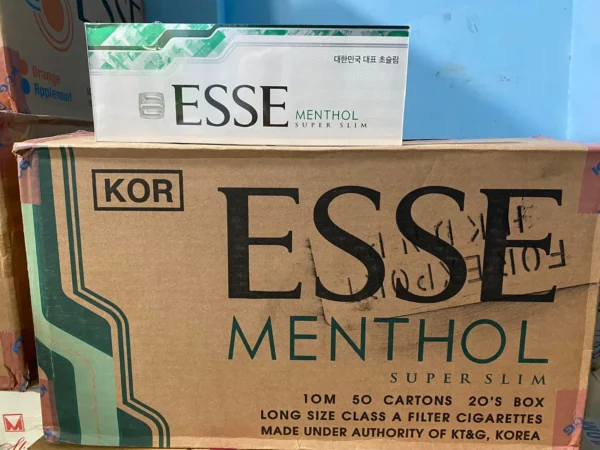 Orange
대한민국 대표 초슬림
ESSE MENTHOL
SUPER SLIM
KOR
ESSE
MENTHOL
SUPER SLIM
10M 50 CARTONS 20'S BOX
LONG SIZE CLASS A FILTER CIGARETTES
MADE UNDER AUTHORITY OF KT&G, KOREA